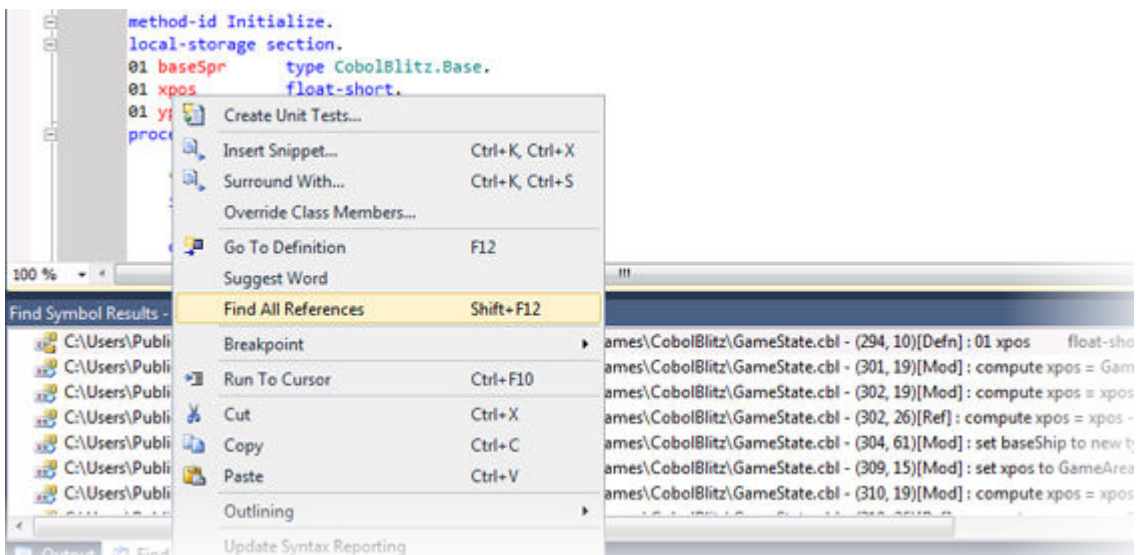 method-id Initialize.
local-storage section.
01 baseSpr type CobolBlitz.Base.
01 xpos float-short.
01
Create Unit Tests...
Insert Snippet... Ctrl+K, Ctrl+X
Surround With... Ctrl+K, Ctrl+S
Override Class Members...
Go To Definition F12
Suggest Word
Find All References Shift+F12
Breakpoint
Run To Cursor Ctrl+F10
Cut Ctrl+X
Copy Ctrl+C
Paste Ctrl+V
Outlining
Update Syntax Reporting
100 %
Find Symbol Results -
C:\Users\Publi ames\CobolBlitz\GameState.cbl - (294, 10)[Defn] : 01 xpos float-sho
C:\Users\Publi ames\CobolBlitz\GameState.cbl - (301, 19)[Mod] : compute xpos = Gam
C:\Users\Publi ames\CobolBlitz\GameState.cbl - (302, 19)[Mod] : compute xpos = xpos
C:\Users\Publi ames\CobolBlitz\GameState.cbl - (302, 26)[Ref] : compute xpos = xpos -
C:\Users\Publi ames\CobolBlitz\GameState.cbl - (304, 61)[Mod] : set baseShip to new ty
C:\Users\Publi ames\CobolBlitz\GameState.cbl - (309, 15)[Mod] : set xpos to GameArea
C:\Users\Publi ames\CobolBlitz\GameState.cbl - (310, 19)[Mod] : compute xpos = xpos
Output Find